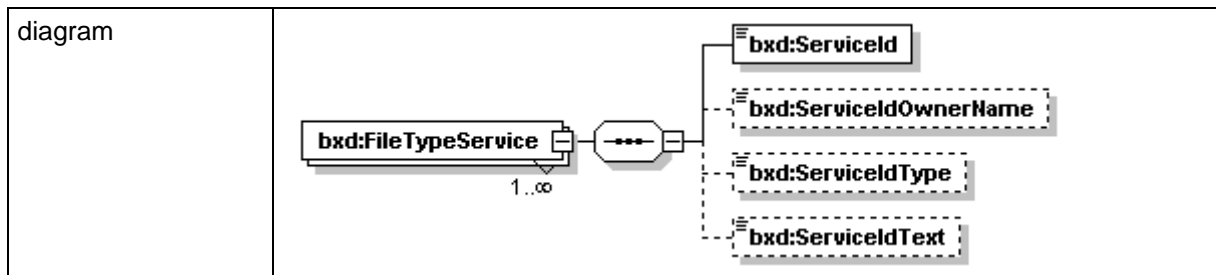 diagram
bxd:ServiceId
bxd:ServiceIdOwnerName
bxd:FileTypeService
bxd:ServiceIdType
1..∞
bxd:ServiceIdText